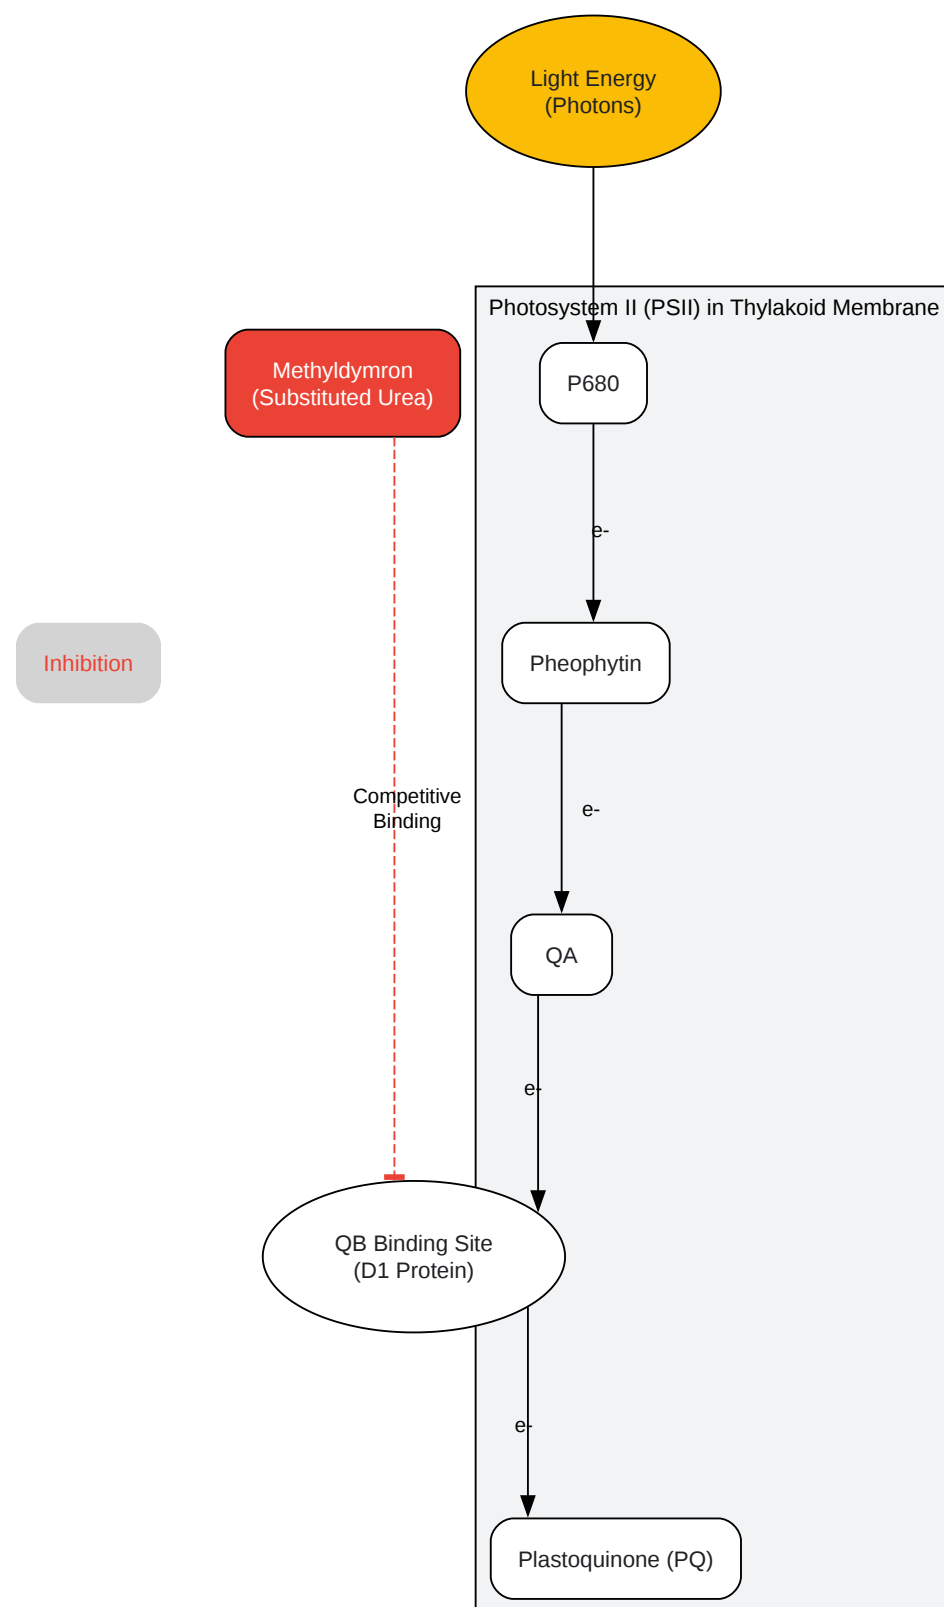 Light Energy
(Photons)
Photosystem II (PSII) in Thylakoid Membrane
Methyldymron
(Substituted Urea)
P680
e-
Inhibition
Pheophytin
Competitive
Binding
e-
QA
e-
QB Binding Site
(D1 Protein)
e-
Plastoquinone (PQ)